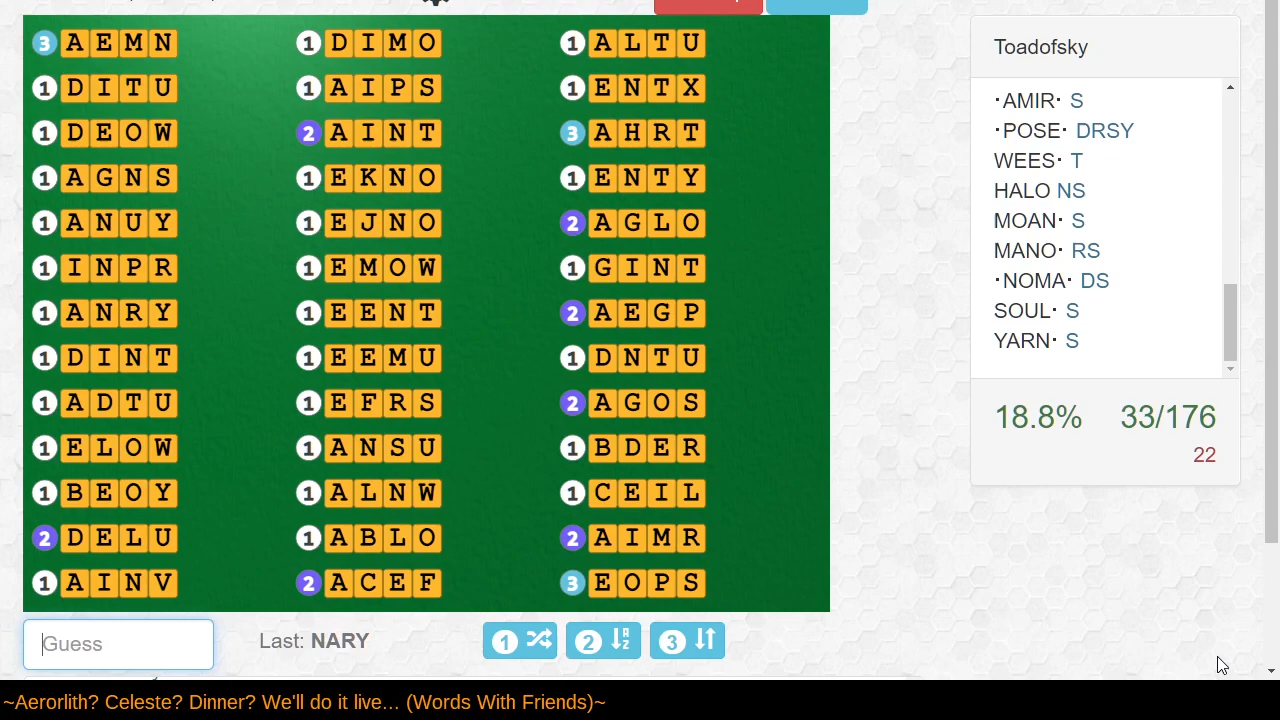 3 A E M N 1 D I M O 1 A L T U
1 D I T U 1 A I P S 1 E N T X
1 D E O W 2 A I N T 3 A H R T
1 A G N S 1 E K N O 1 E N T Y
1 A N U Y 1 E J N O 2 A G L O
1 I N P R 1 E M O W 1 G I N T
1 A N R Y 1 E E N T 2 A E G P
1 D I N T 1 E E M U 1 D N T U
1 A D T U 1 E F R S 2 A G O S
1 E L O W 1 A N S U 1 B D E R
1 B E O Y 1 A L N W 1 C E I L
2 D E L U 1 A B L O 2 A I M R
1 A I N V 2 A C E F 3 E O P S
Guess
Last: NARY
1 2 3
Toadofsky
·AMIR· S
·POSE· DRSY
WEES· T
HALO NS
MOAN· S
MANO· RS
·NOMA· DS
SOUL· S
YARN· S
18.8% 33/176
22
~Aerorlith? Celeste? Dinner? We'll do it live... (Words With Friends)~